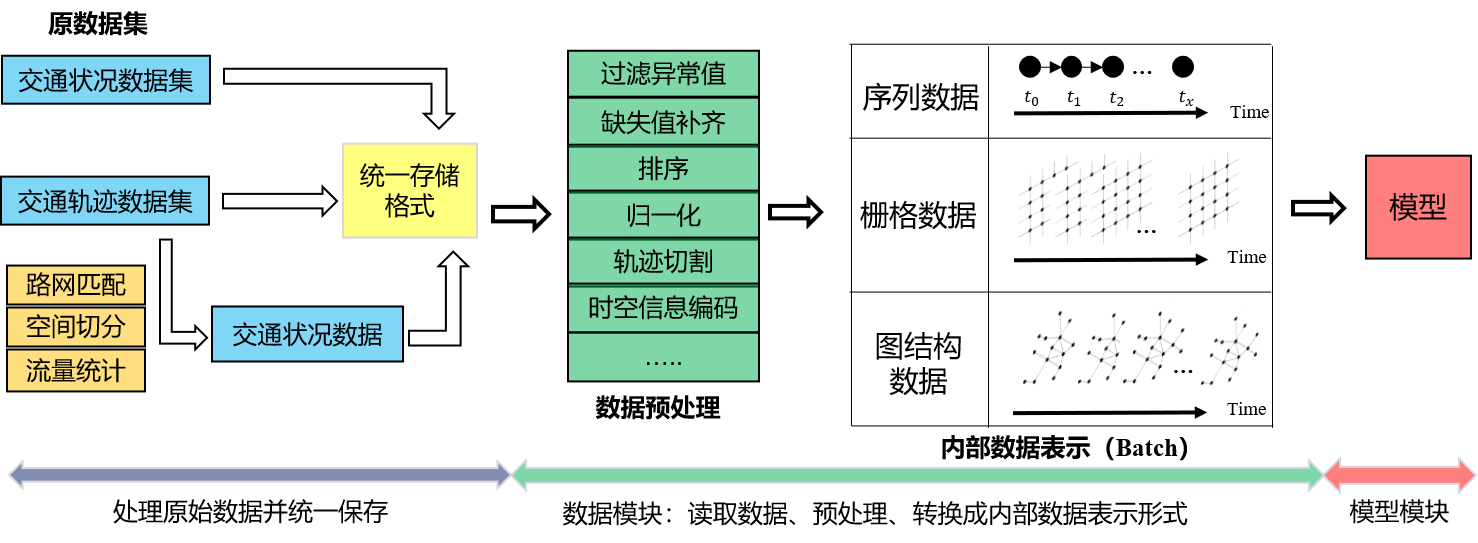 原数据集
交通状况数据集
交通轨迹数据集
路网匹配
空间切分
流量统计
交通状况数据
统一存储
格式
过滤异常值
缺失值补齐
排序
归一化
轨迹切割
时空信息编码
…..
数据预处理
序列数据
...
t0 t1 t2 tx
Time
栅格数据
...
Time
图结构
数据
...
Time
内部数据表示（Batch）
模型
处理原始数据并统一保存
数据模块：读取数据、预处理、转换成内部数据表示形式
模型模块